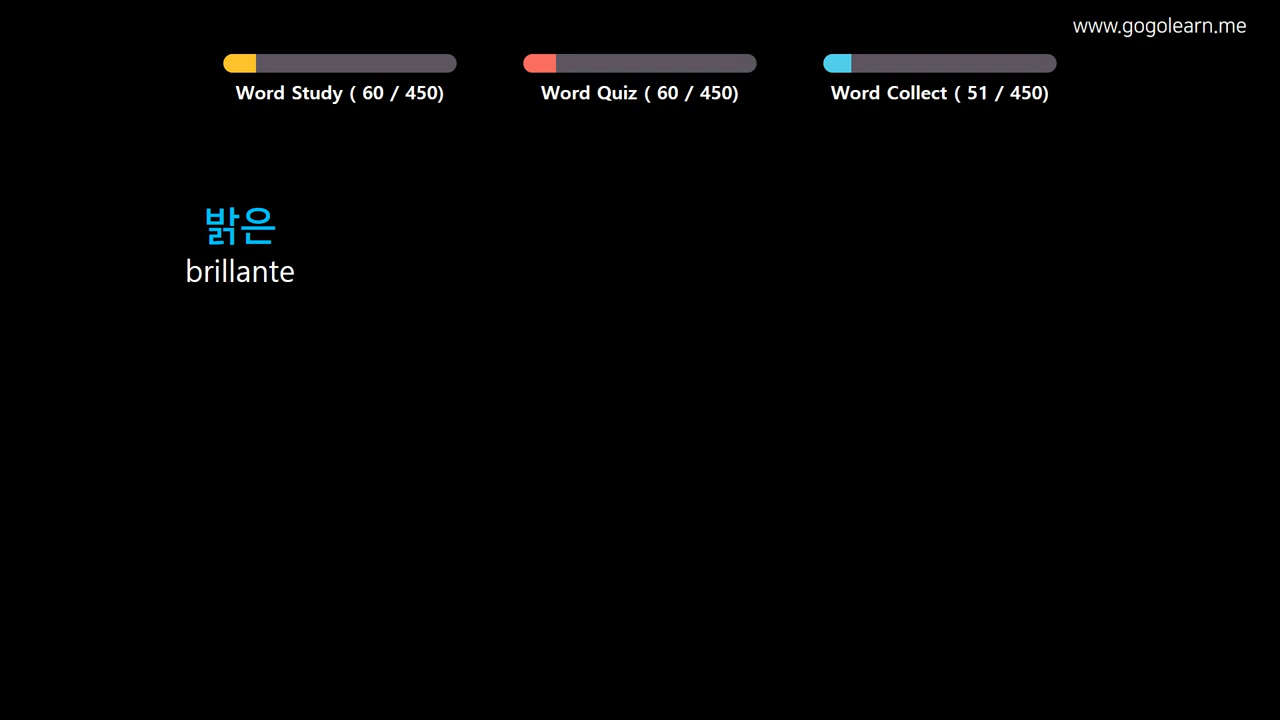 www.gogolearn.me
Word Study ( 60 / 450)
Word Quiz ( 60 / 450)
Word Collect ( 51 / 450)
밝은
brillante